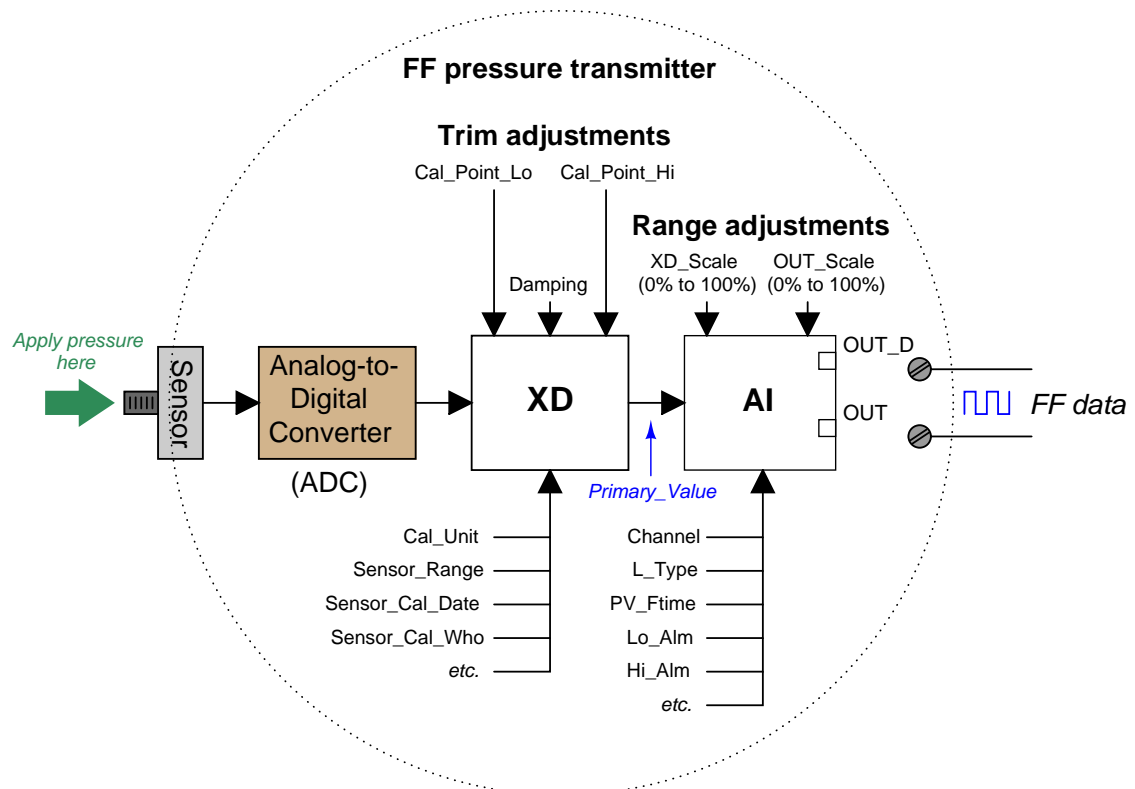 FF pressure transmitter
Trim adjustments
Cal_Point_Lo
Cal_Point_Hi
Range adjustments
XD_Scale
(0% to 100%)
OUT_Scale
(0% to 100%)
Damping
Apply pressure
here
Sensor
Analog-to-
Digital
Converter
(ADC)
XD
Primary_Value
AI
OUT_D
OUT
FF data
Cal_Unit
Sensor_Range
Sensor_Cal_Date
Sensor_Cal_Who
etc.
Channel
L_Type
PV_Ftime
Lo_Alm
Hi_Alm
etc.